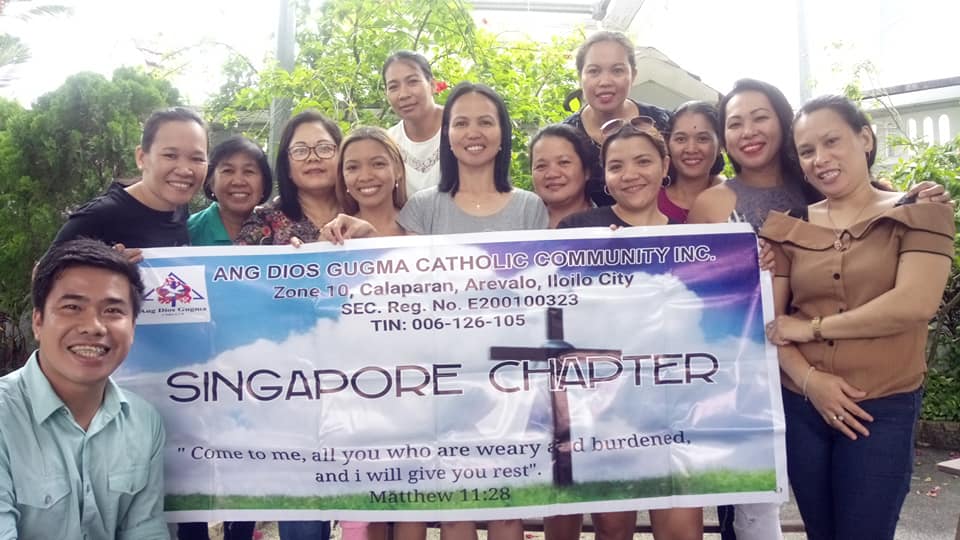 ANG DIOS GUGMA CATHOLIC COMMUNITY INC.
Zone 10, Calaparan, Arevalo, Iloilo City
SEC. Reg. No. E200100323
TIN: 006-126-105
Ang Dios Gugma
SINGAPORE CHAPTER
" Come to me, all you who are weary and burdened,
and i will give you rest".
Matthew 11:28